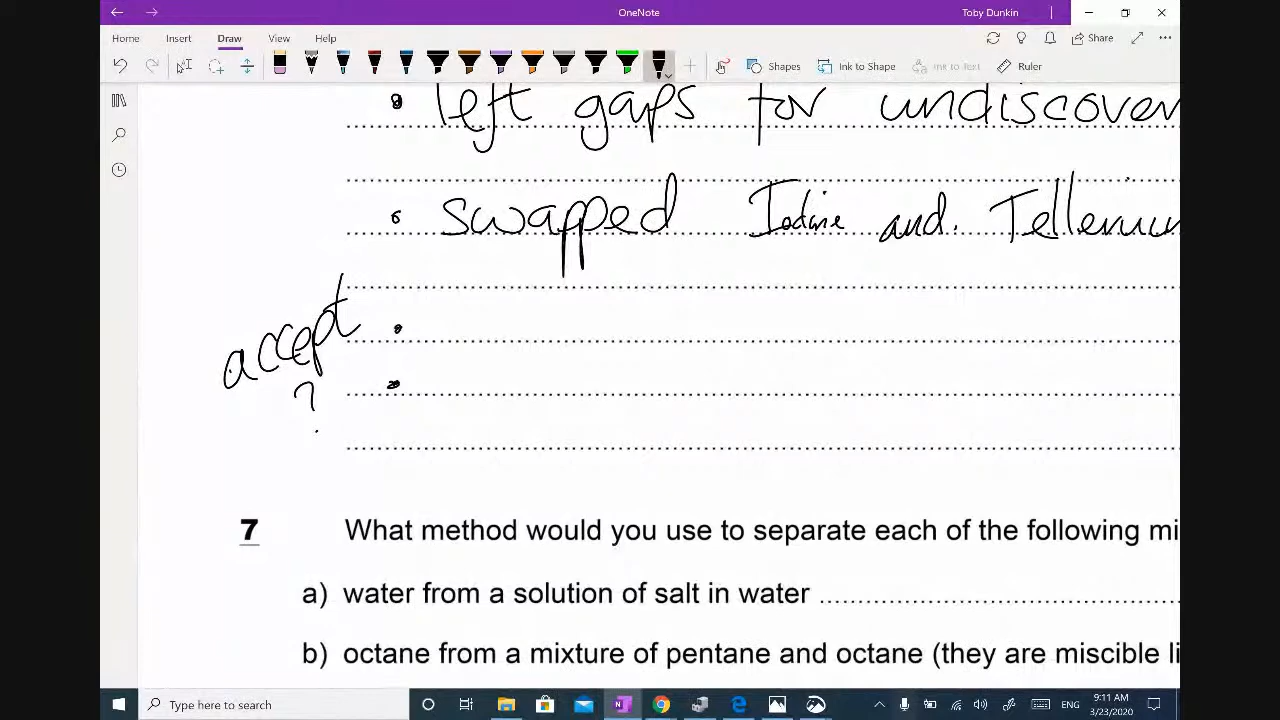 OneNote
Toby Dunkin
Home Insert Draw View Help
Share
Shapes
Ink to Shape
Ink to Text
Ruler
left gaps for undiscover
swapped Iodine and. Tellerium
accept
?
7 What method would you use to separate each of the following mi
a) water from a solution of salt in water ..........................................
b) octane from a mixture of pentane and octane (they are miscible li
Type here to search
ENG
9:11 AM
3/23/2020